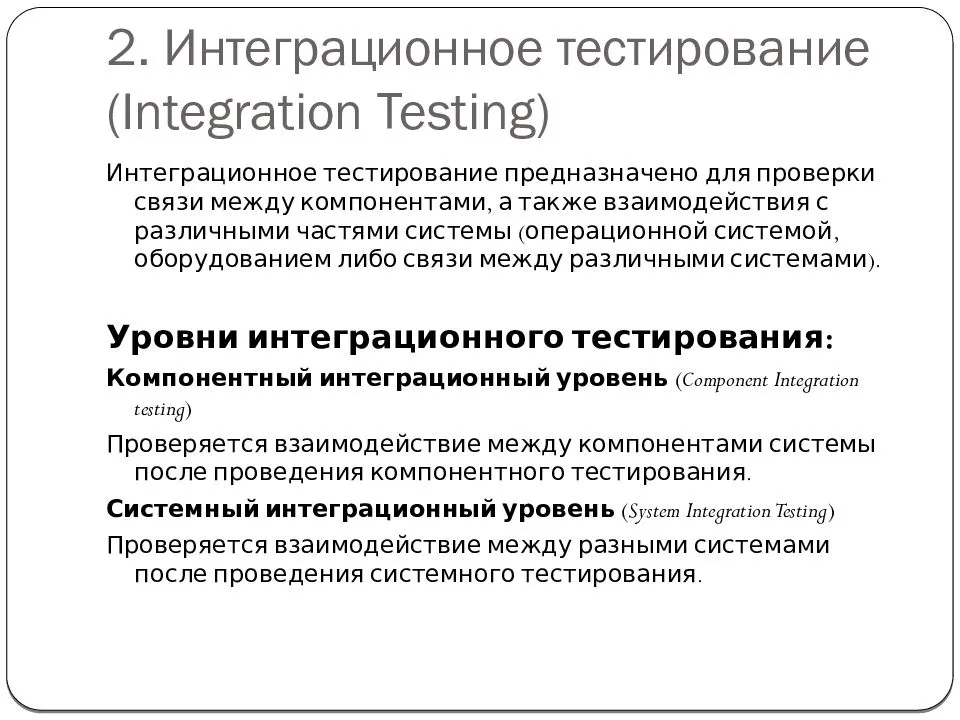 2. Интеграционное тестирование
(Integration Testing)
Интеграционное тестирование предназначено для проверки
связи между компонентами, а также взаимодействия с
различными частями системы (операционной системой,
оборудованием либо связи между различными системами).
Уровни интеграционного тестирования:
Компонентный интеграционный уровень (Component Integration
testing)
Проверяется взаимодействие между компонентами системы
после проведения компонентного тестирования.
Системный интеграционный уровень (System Integration Testing)
Проверяется взаимодействие между разными системами
после проведения системного тестирования.